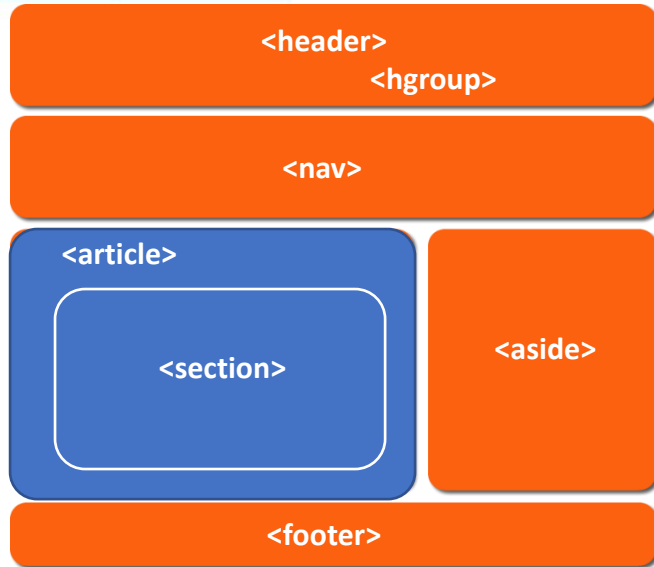 <header>
<hgroup>
<nav>
<article>
<section>
<aside>
<footer>